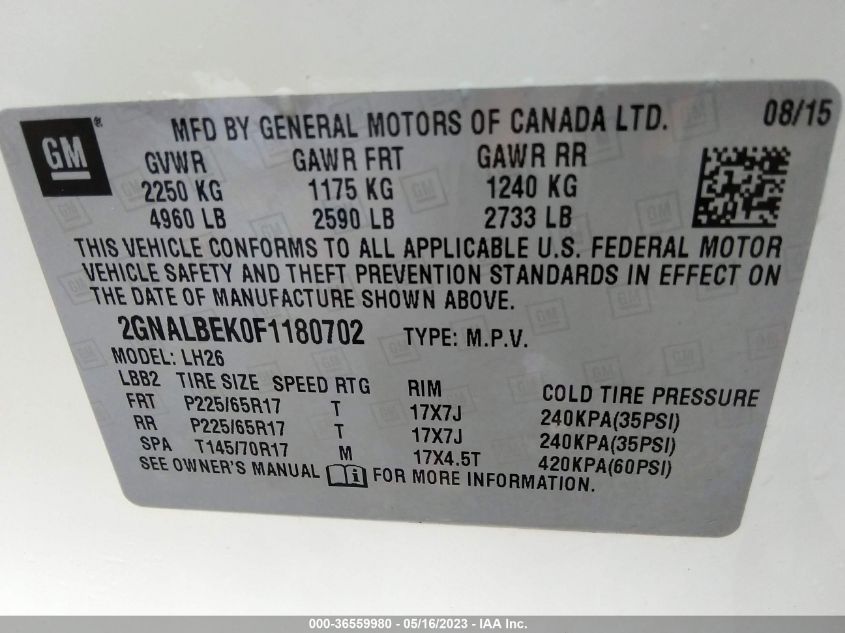 GM®
MFD BY GENERAL MOTORS OF CANADA LTD. 08/15
GVWR GAWR FRT GAWR RR
2250 KG 1175 KG 1240 KG
4960 LB 2590 LB 2733 LB
THIS VEHICLE CONFORMS TO ALL APPLICABLE U.S. FEDERAL MOTOR
VEHICLE SAFETY AND THEFT PREVENTION STANDARDS IN EFFECT ON
THE DATE OF MANUFACTURE SHOWN ABOVE.
2GNALBEK0F1180702 TYPE: M.P.V.
MODEL: LH26
LBB2 TIRE SIZE SPEED RTG RIM COLD TIRE PRESSURE
FRT P225/65R17 T 17X7J 240KPA(35PSI)
RR P225/65R17 T 17X7J 240KPA(35PSI)
SPA T145/70R17 M 17X4.5T 420KPA(60PSI)
SEE OWNER'S MANUAL i FOR MORE INFORMATION.
000-36559980 - 05/16/2023 - IAA Inc.